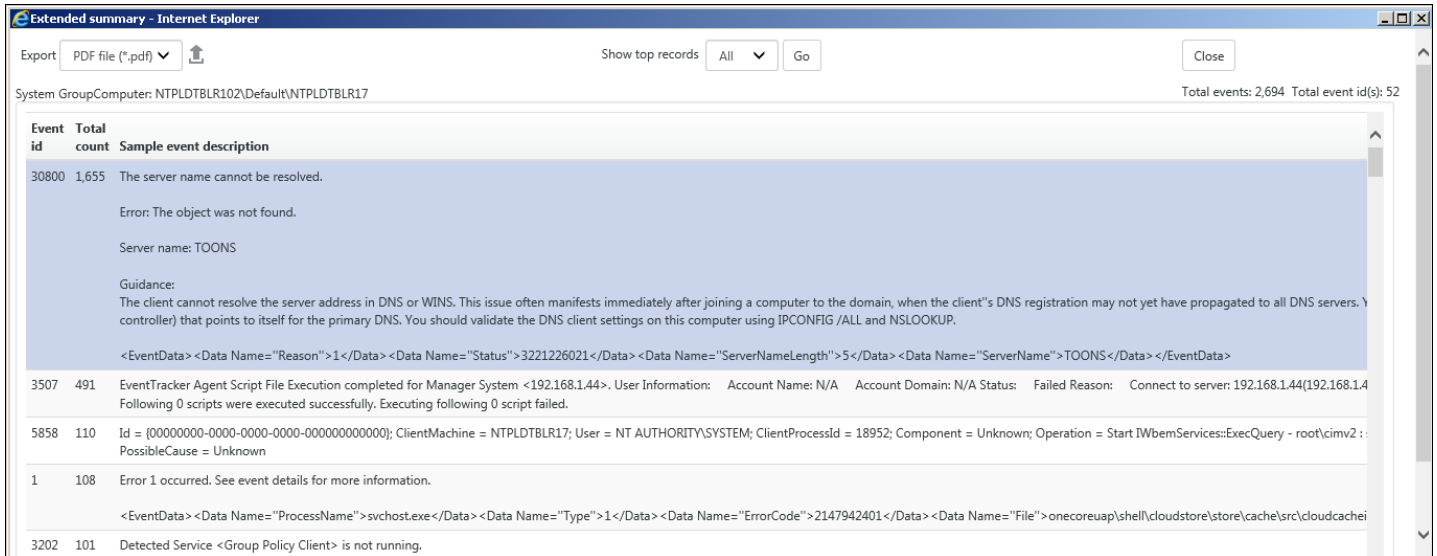 Extended summary - Internet Explorer
Export PDF file (*.pdf) Show top records All Go Close
System GroupComputer: NTPLDTBLR102\Default\NTPLDTBLR17 Total events: 2,694 Total event id(s): 52
Event Total
id count Sample event description
30800 1,655 The server name cannot be resolved.
Error: The object was not found.
Server name: TOONS
Guidance:
The client cannot resolve the server address in DNS or WINS. This issue often manifests immediately after joining a computer to the domain, when the client"s DNS registration may not yet have propagated to all DNS servers. Y
controller) that points to itself for the primary DNS. You should validate the DNS client settings on this computer using IPCONFIG /ALL and NSLOOKUP.
<EventData><Data Name="Reason">1</Data><Data Name="Status">3221226021</Data><Data Name="ServerNameLength">5</Data><Data Name="ServerName">TOONS</Data></EventData>
3507 491 EventTracker Agent Script File Execution completed for Manager System <192.168.1.44>. User Information: Account Name: N/A Account Domain: N/A Status: Failed Reason: Connect to server: 192.168.1.44(192.168.1.4
Following 0 scripts were executed successfully. Executing following 0 script failed.
5858 110 Id = {00000000-0000-0000-0000-000000000000}; ClientMachine = NTPLDTBLR17; User = NT AUTHORITY\SYSTEM; ClientProcessId = 18952; Component = Unknown; Operation = Start IWbemServices::ExecQuery - root\cimv2 :
PossibleCause = Unknown
1 108 Error 1 occurred. See event details for more information.
<EventData><Data Name="ProcessName">svchost.exe</Data><Data Name="Type">1</Data><Data Name="ErrorCode">2147942401</Data><Data Name="File">onecoreuap\shell\cloudstore\store\cache\src\cloudcachei
3202 101 Detected Service <Group Policy Client> is not running.